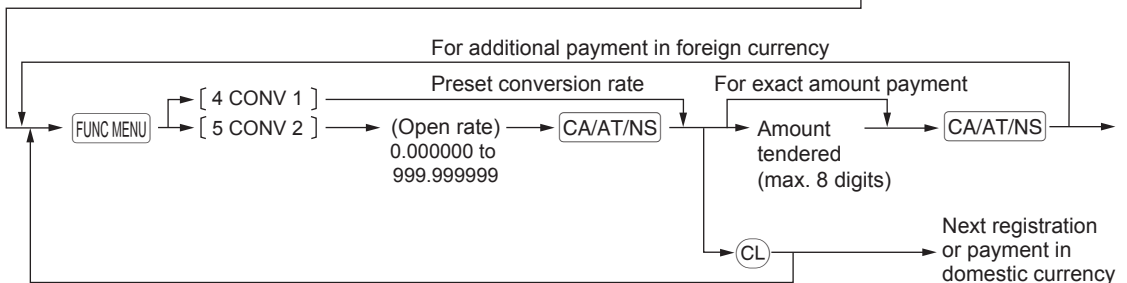 For additional payment in foreign currency
Preset conversion rate
For exact amount payment
[ 4 CONV 1 ]
FUNC MENU
[ 5 CONV 2 ]
(Open rate)
0.000000 to
999.999999
CA/AT/NS
Amount
tendered
(max. 8 digits)
CA/AT/NS
CL
Next registration
or payment in
domestic currency